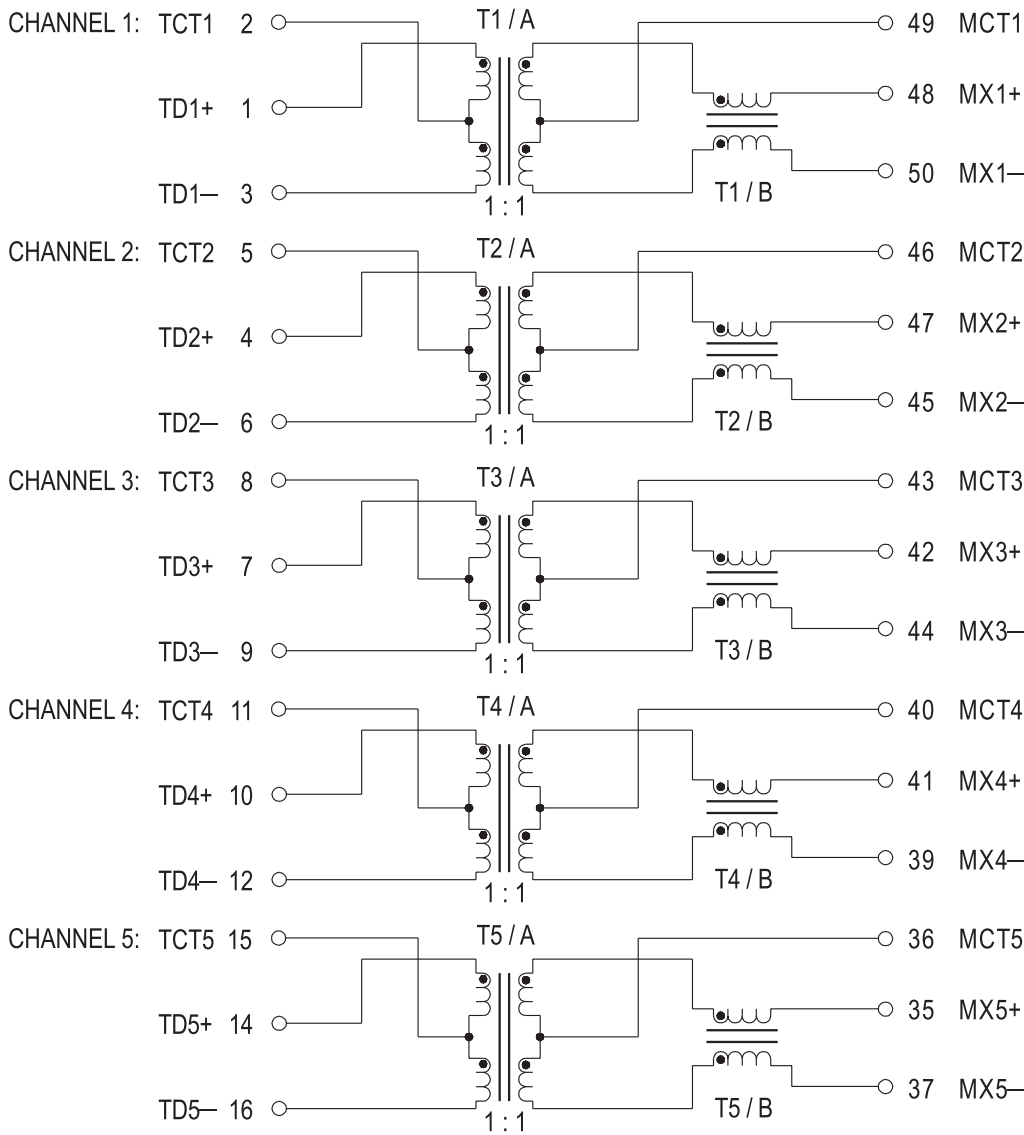 CHANNEL 1: TCT1 2 T1 / A 49 MCT1
TD1+ 1 48 MX1+
TD1— 3 T1 / B 50 MX1—
1 : 1
CHANNEL 2: TCT2 5 T2 / A 46 MCT2
TD2+ 4 47 MX2+
TD2— 6 T2 / B 45 MX2—
1 : 1
CHANNEL 3: TCT3 8 T3 / A 43 MCT3
TD3+ 7 42 MX3+
TD3— 9 T3 / B 44 MX3—
1 : 1
CHANNEL 4: TCT4 11 T4 / A 40 MCT4
TD4+ 10 41 MX4+
TD4— 12 T4 / B 39 MX4—
1 : 1
CHANNEL 5: TCT5 15 T5 / A 36 MCT5
TD5+ 14 35 MX5+
TD5— 16 T5 / B 37 MX5—
1 : 1